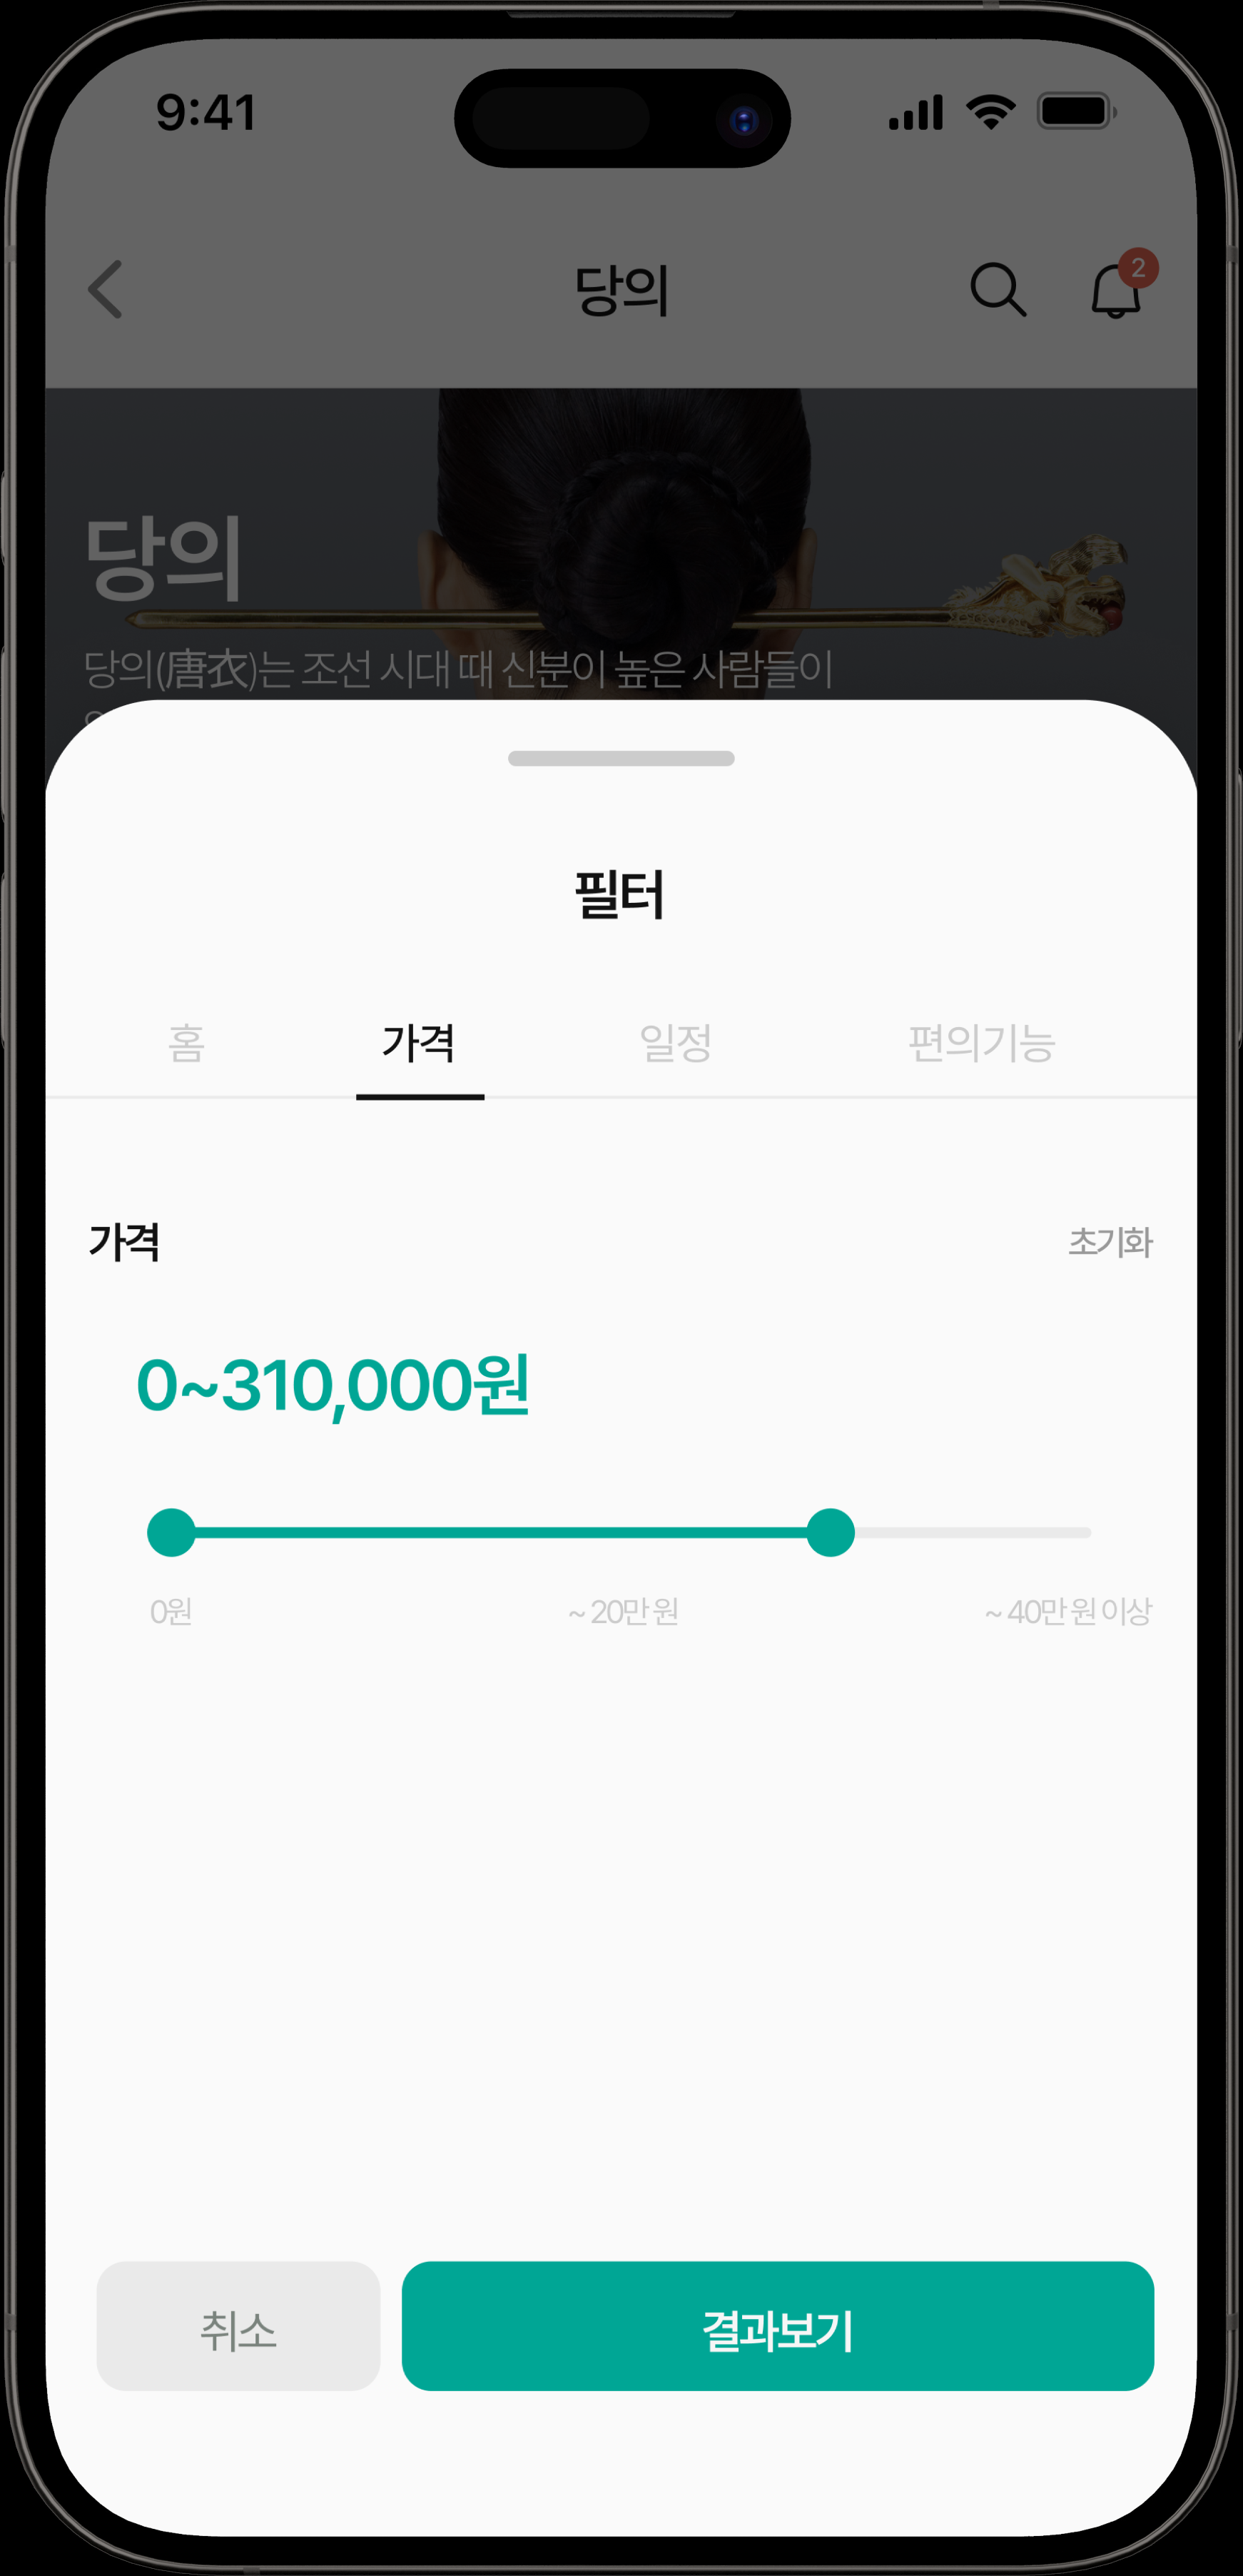 9:41
당의
2
당의
당의(唐衣)는 조선 시대 때 신분이 높은 사람들이
필터
홈 가격 일정 편의기능
가격 초기화
0~310,000원
0원 ~ 20만 원 ~ 40만 원 이상
취소 결과보기